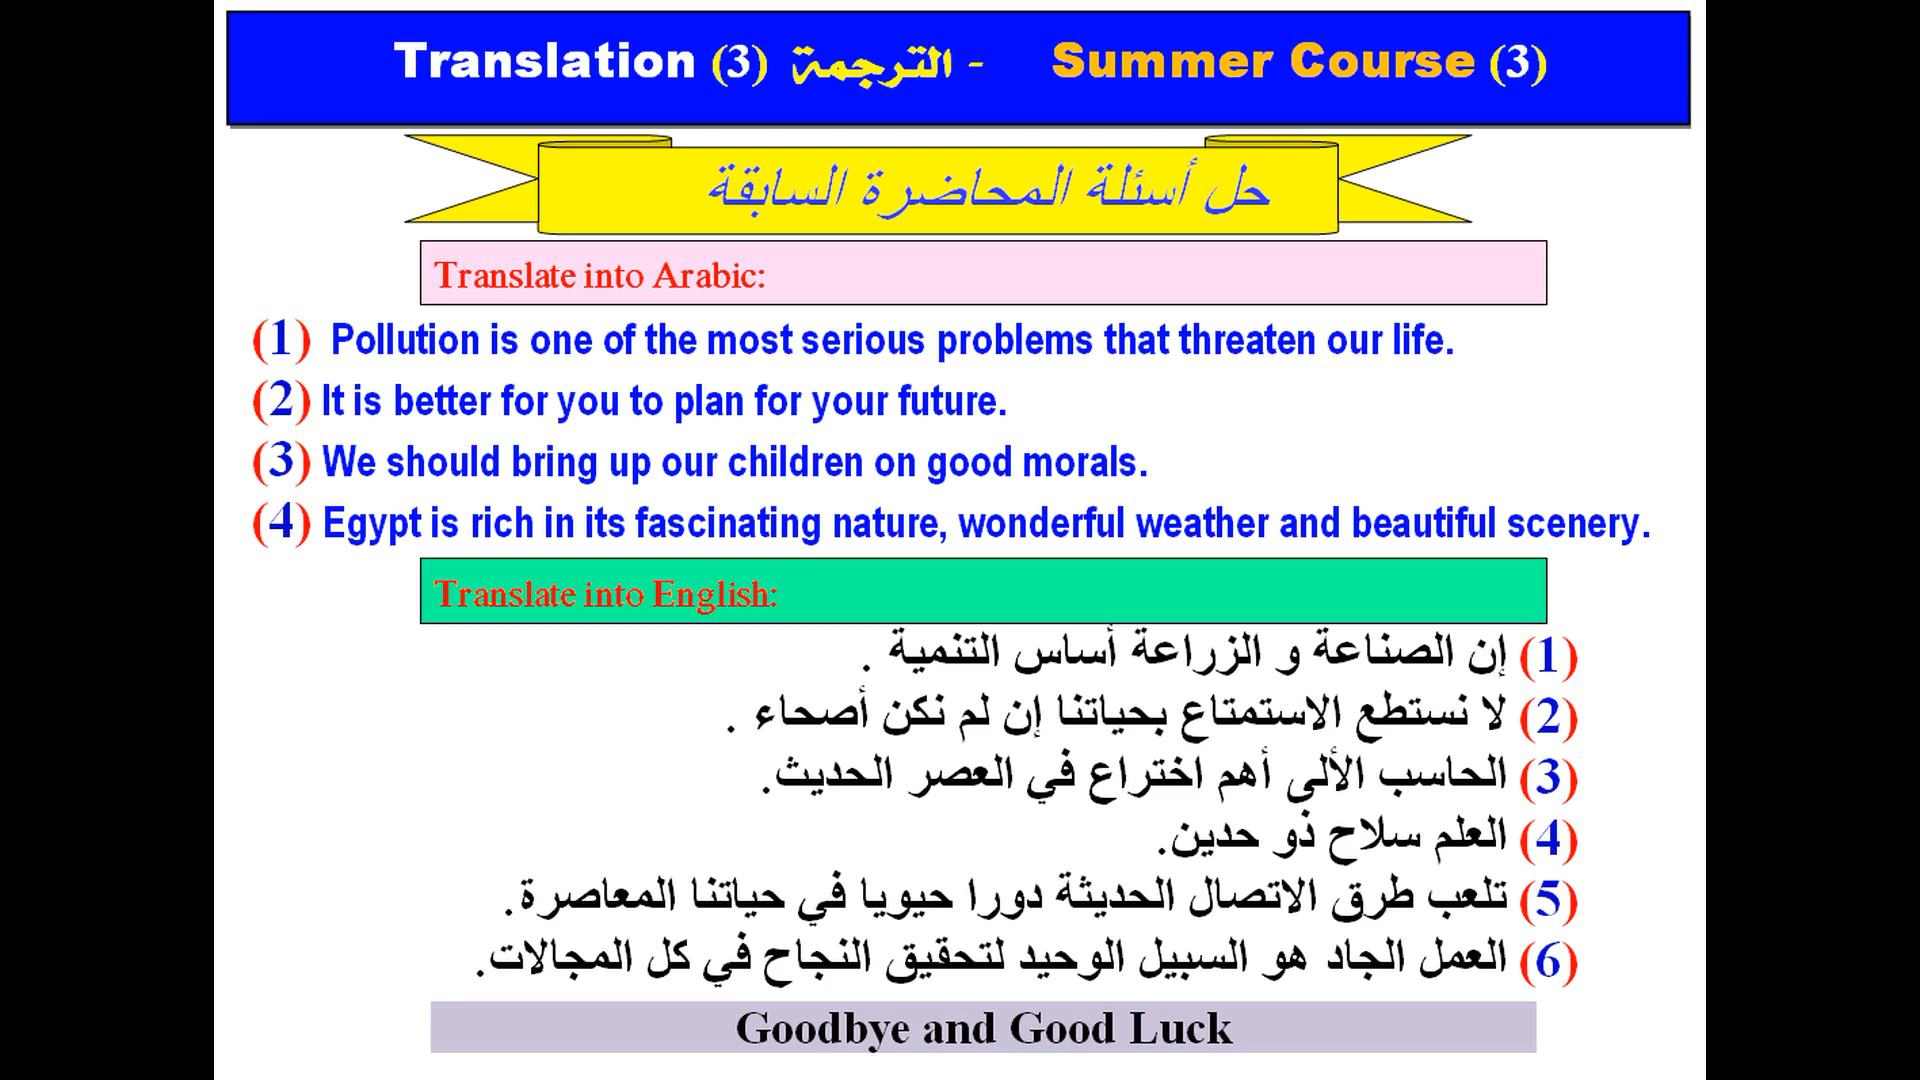 Translation (3) الترجمة - Summer Course (3)
حل أسئلة المحاضرة السابقة
Translate into Arabic:
(1) Pollution is one of the most serious problems that threaten our life.
(2) It is better for you to plan for your future.
(3) We should bring up our children on good morals.
(4) Egypt is rich in its fascinating nature, wonderful weather and beautiful scenery.
Translate into English:
(1) إن الصناعة و الزراعة أساس التنمية .
(2) لا نستطع الاستمتاع بحياتنا إن لم نكن أصحاء .
(3) الحاسب الألى أهم اختراع في العصر الحديث.
(4) العلم سلاح ذو حدين.
(5) تلعب طرق الاتصال الحديثة دورا حيويا في حياتنا المعاصرة.
(6) العمل الجاد هو السبيل الوحيد لتحقيق النجاح في كل المجالات.
Goodbye and Good Luck